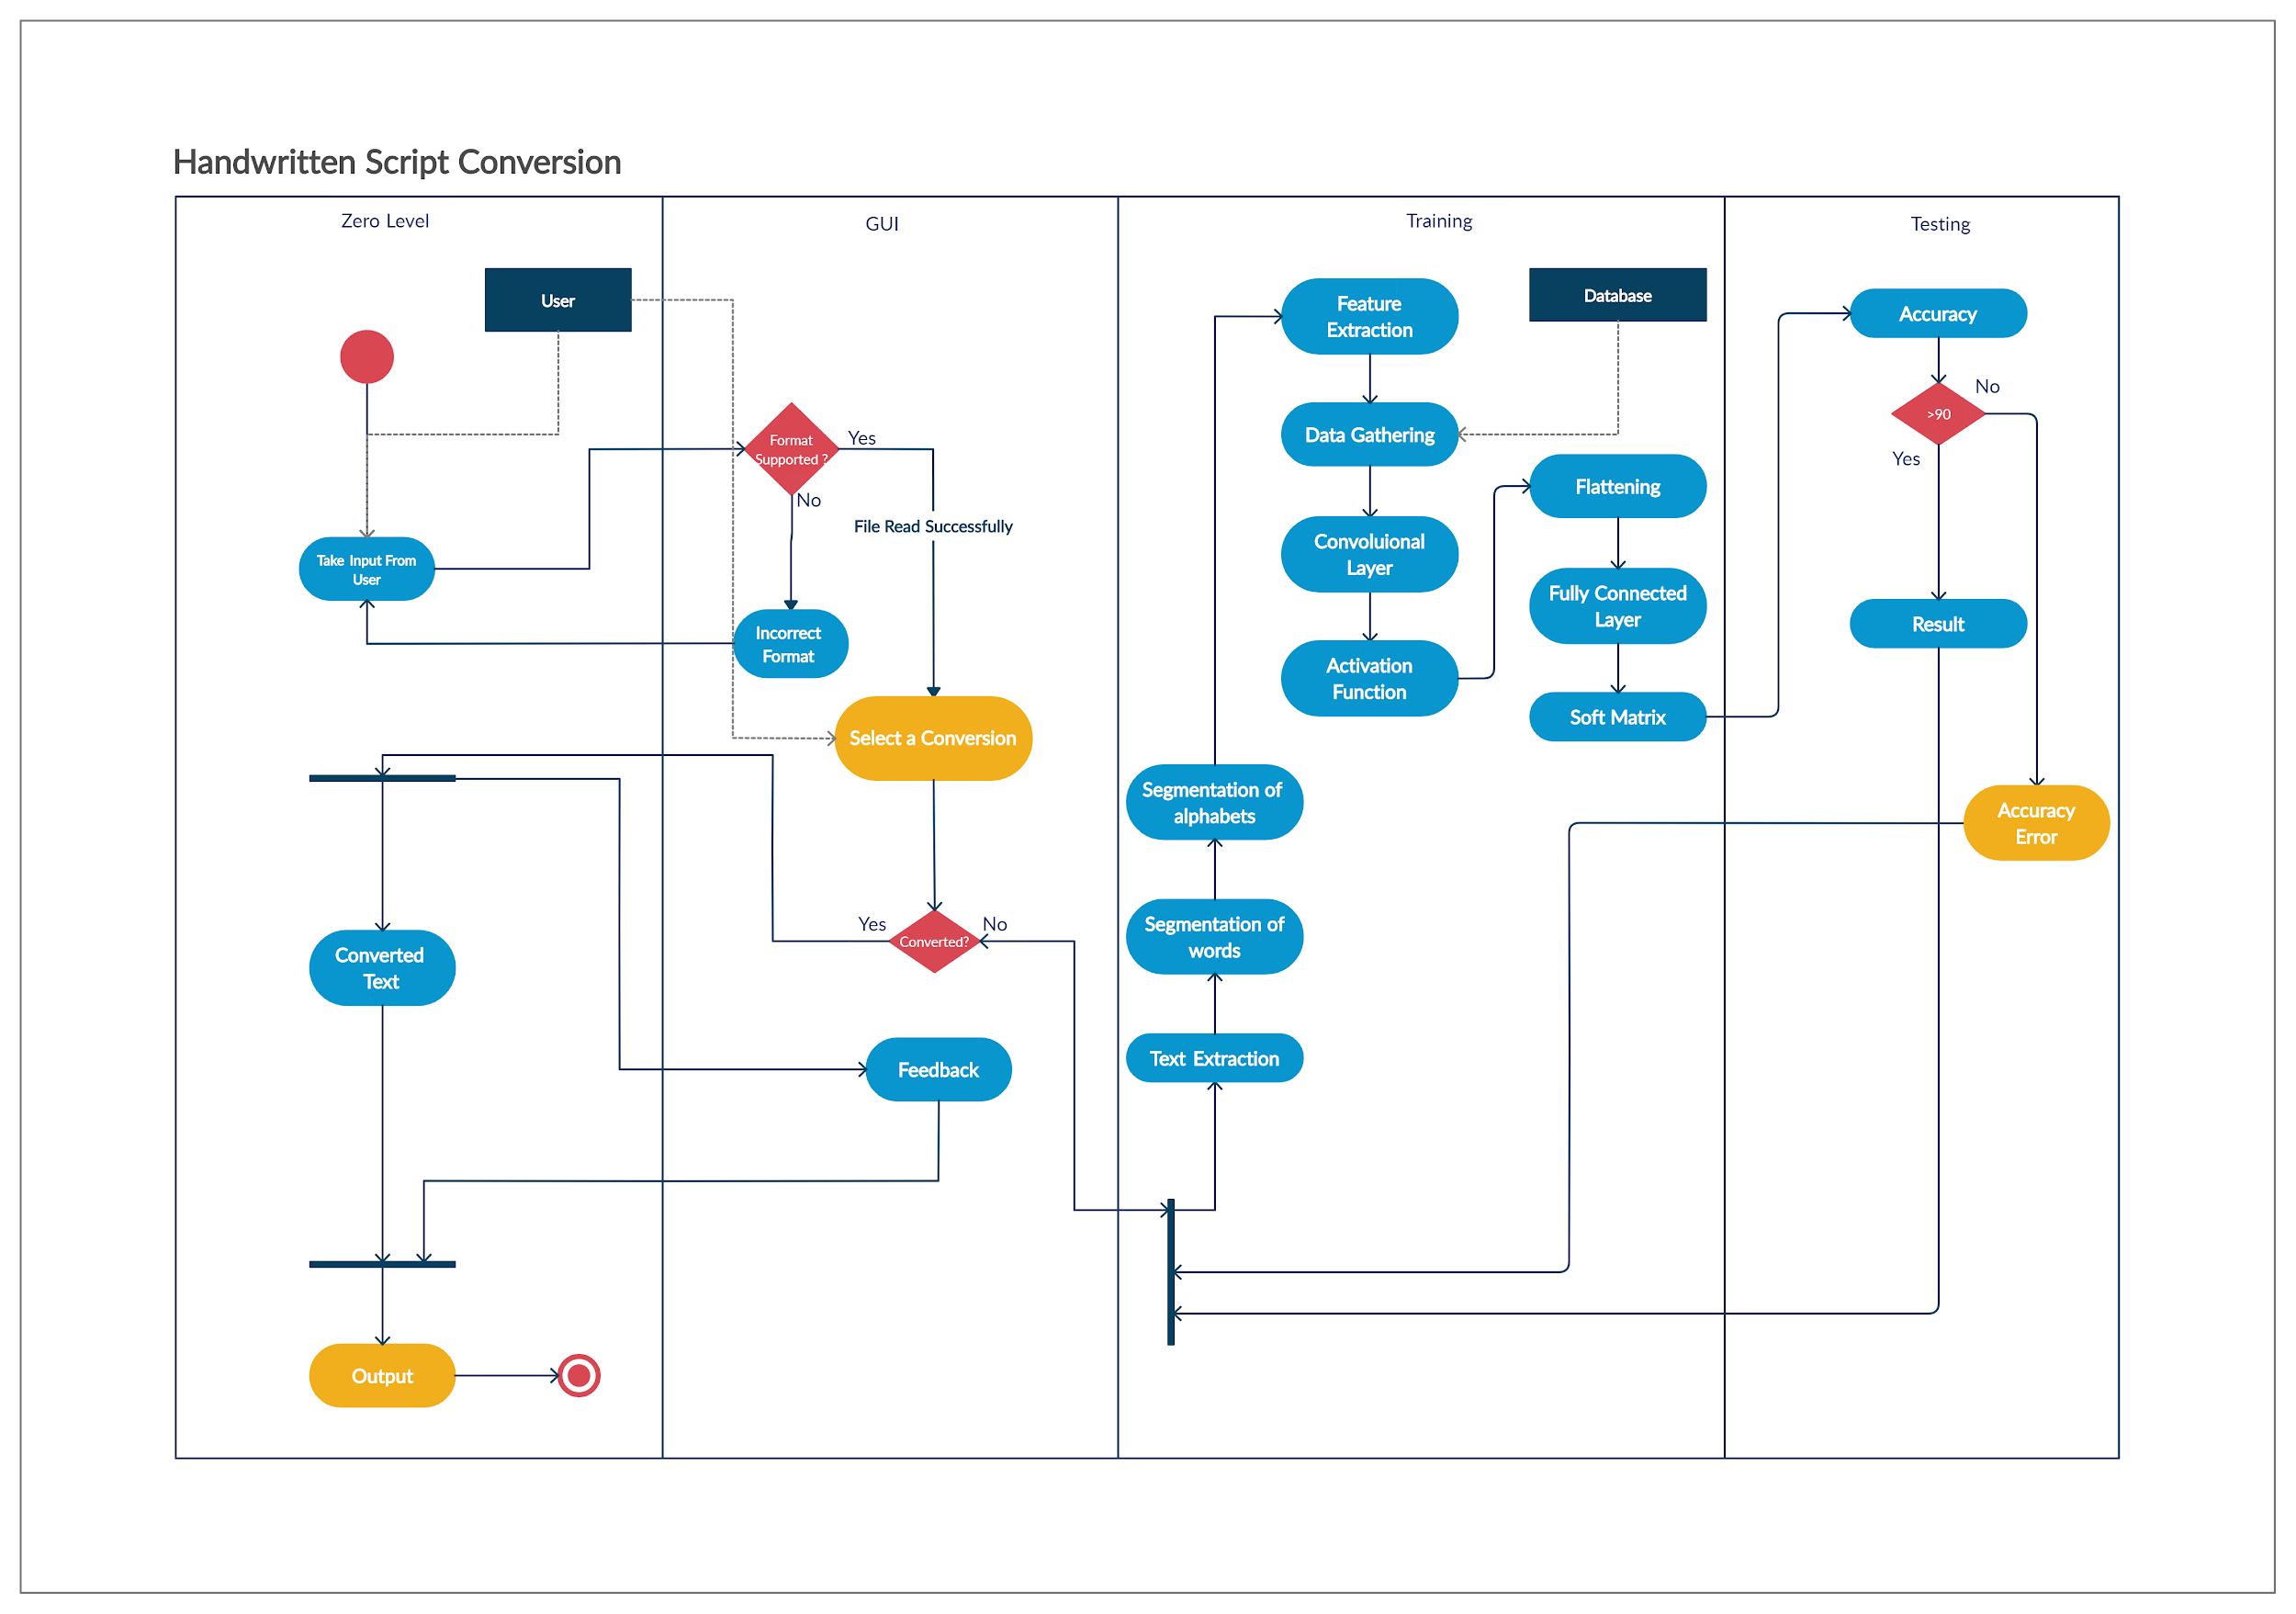 Handwritten Script Conversion
Zero Level
User
Take Input From
User
Converted
Text
Output
GUI
Format
Supported ?
Yes
No
File Read Successfully
Incorrect
Format
Select a Conversion
Yes
Converted?
No
Feedback
Training
Feature
Extraction
Database
Data Gathering
Convoluional
Layer
Activation
Function
Flattening
Fully Connected
Layer
Soft Matrix
Segmentation of
alphabets
Segmentation of
words
Text Extraction
Testing
Accuracy
No
>90
Yes
Result
Accuracy
Error